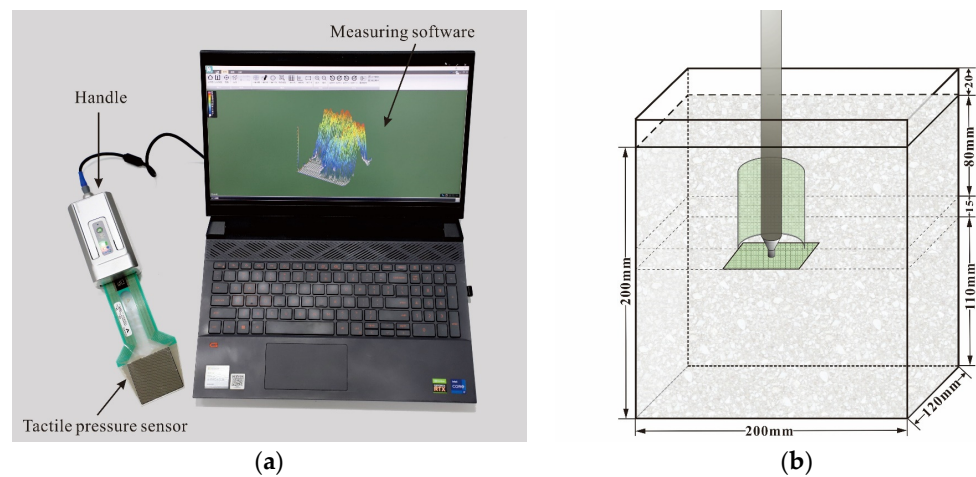 Measuring software
Handle
Tactile pressure sensor
(a)
20
80mm
15
110mm
200mm
120mm
200mm
(b)